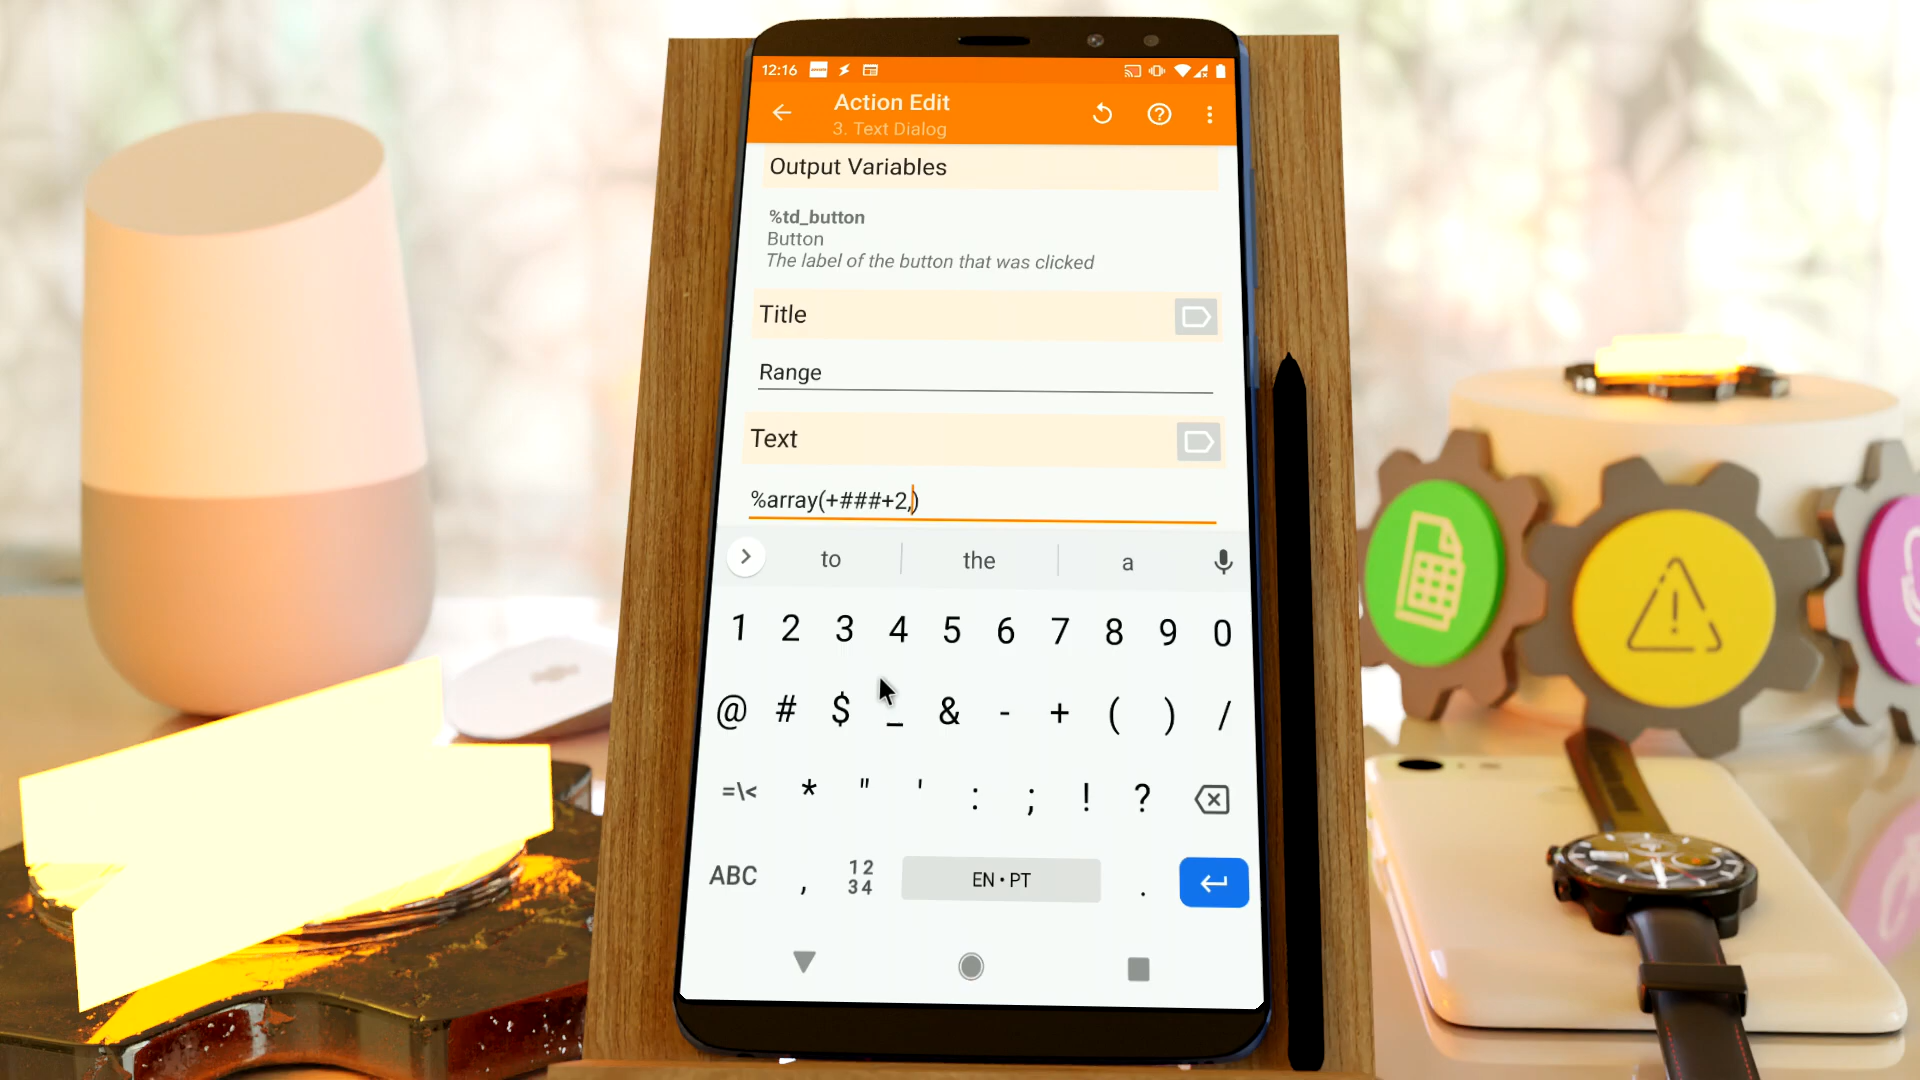 12:16
Action Edit
3. Text Dialog
Output Variables
%td_button
Button
The label of the button that was clicked
Title
Range
Text
%array(+###+2,)
to the a
1 2 3 4 5 6 7 8 9 0
@ # $ _ & - + ( ) /
=\< * " ' : ; ! ?
ABC , 12 34 EN • PT .